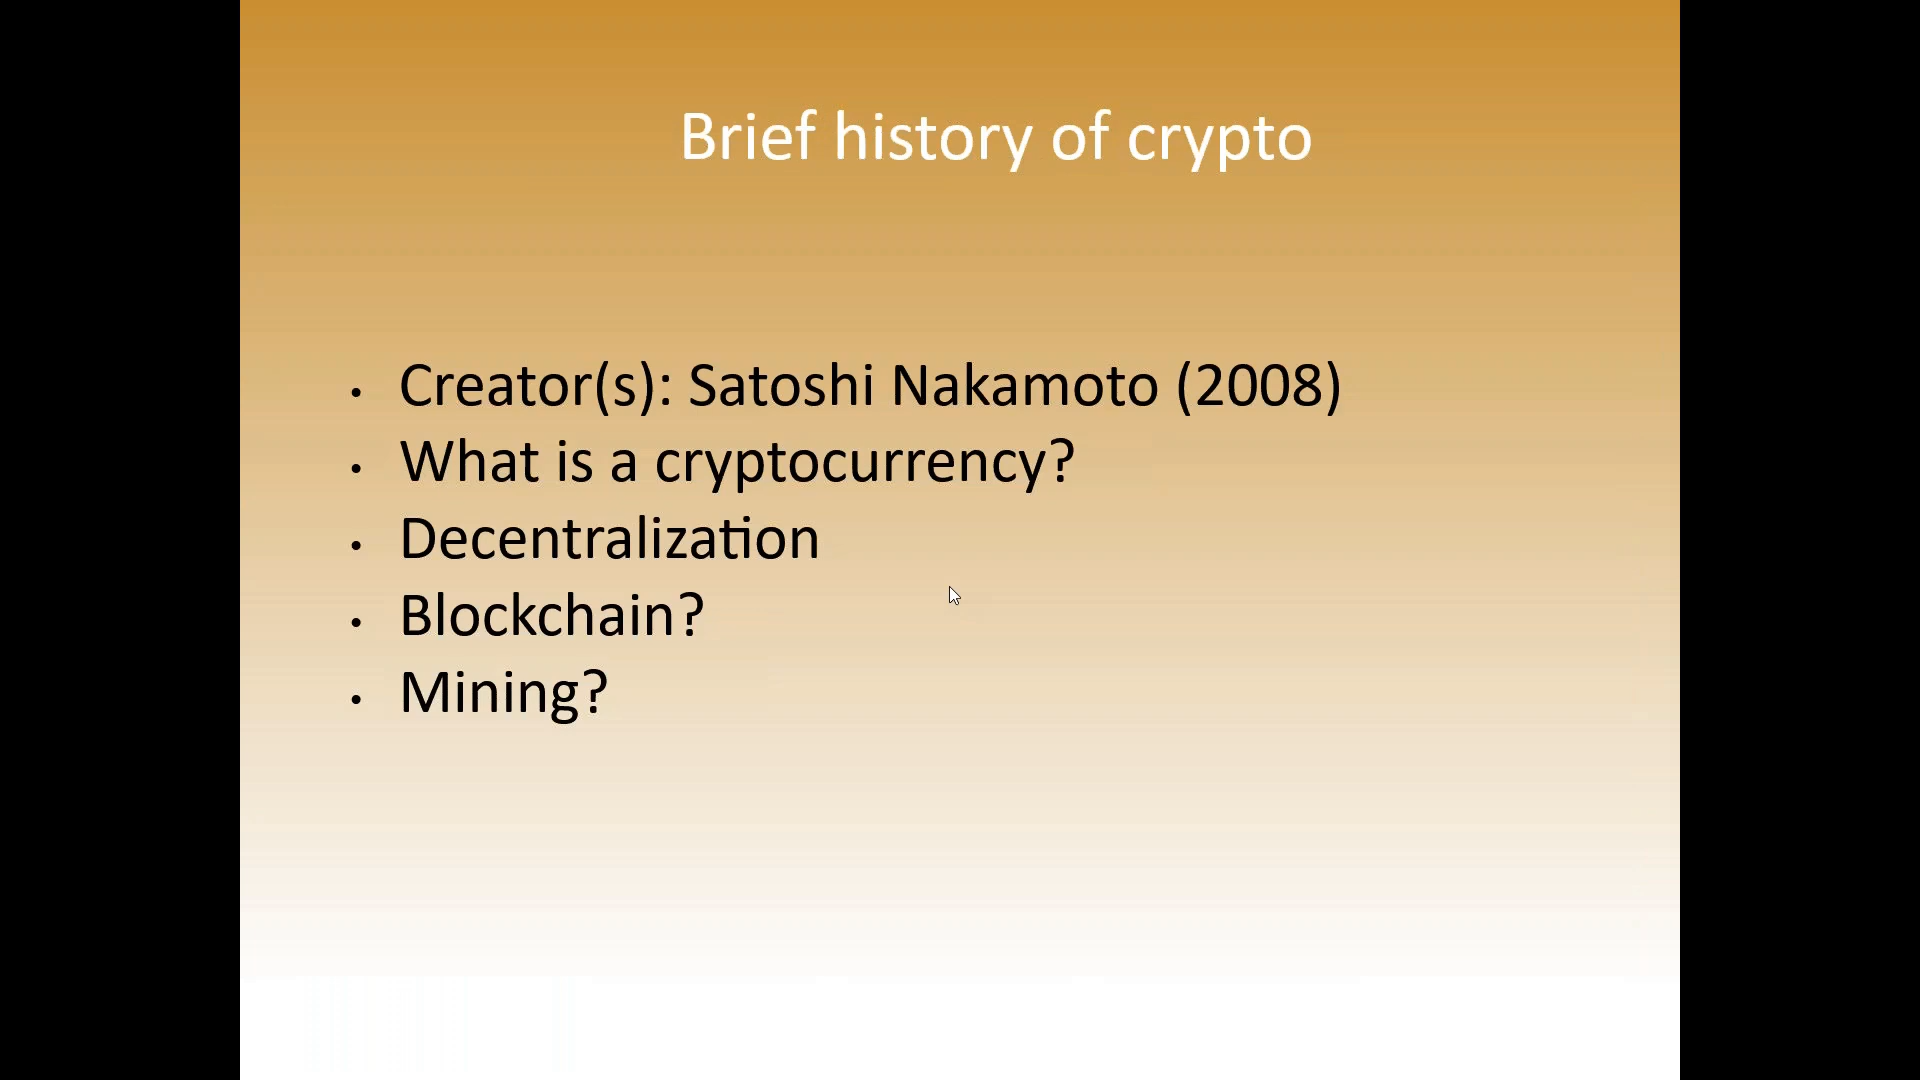 Brief history of crypto
• Creator(s): Satoshi Nakamoto (2008)
• What is a cryptocurrency?
• Decentralization
• Blockchain?
• Mining?